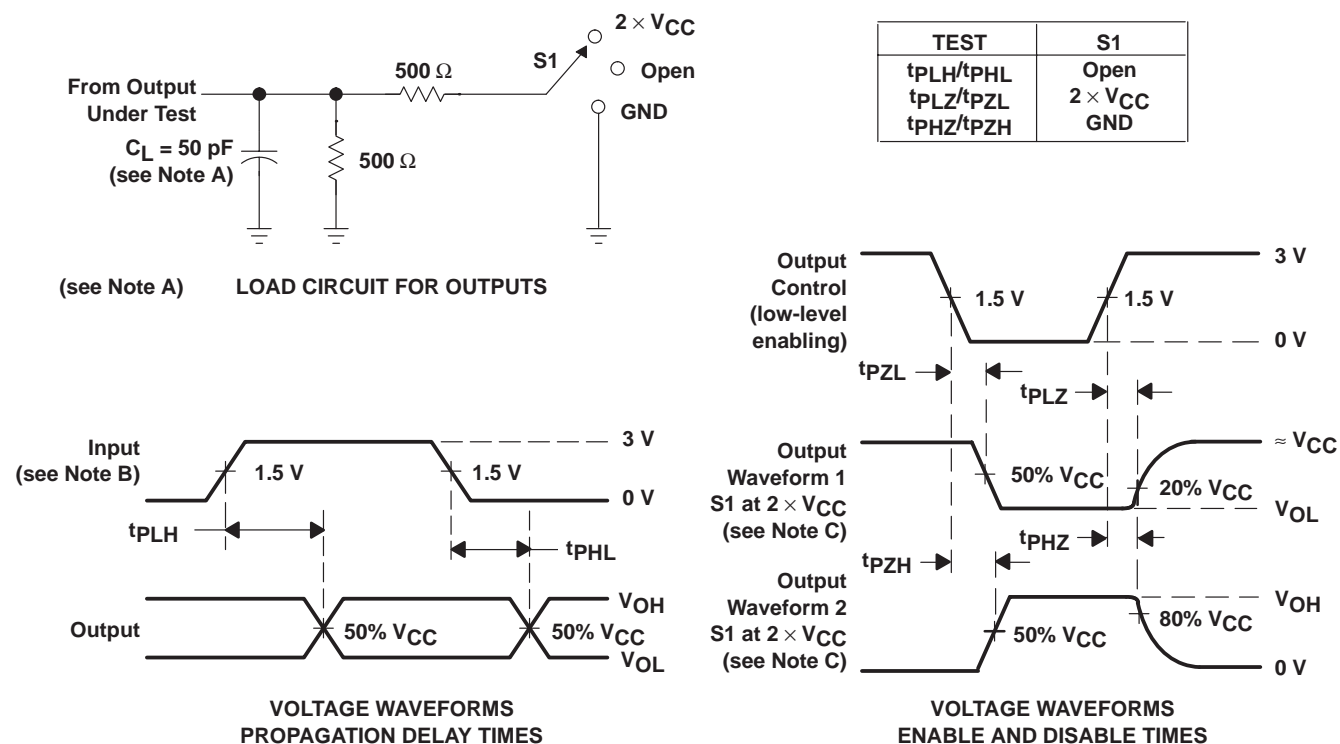 2 × VCC
S1
Open
GND
From Output
Under Test
500 Ω
CL = 50 pF
(see Note A)
500 Ω
(see Note A) LOAD CIRCUIT FOR OUTPUTS
TEST S1
tPLH/tPHL Open
tPLZ/tPZL 2 × VCC
tPHZ/tPZH GND
Input
(see Note B)
1.5 V
1.5 V
3 V
0 V
tPLH
tPHL
Output
50% VCC
50% VCC
VOH
VOL
VOLTAGE WAVEFORMS
PROPAGATION DELAY TIMES
Output
Control
(low-level
enabling)
1.5 V
1.5 V
3 V
0 V
tPZL
tPLZ
Output
Waveform 1
S1 at 2 × VCC
(see Note C)
50% VCC
20% VCC
≈ VCC
VOL
tPZH
tPHZ
Output
Waveform 2
S1 at 2 × VCC
(see Note C)
50% VCC
80% VCC
VOH
0 V
VOLTAGE WAVEFORMS
ENABLE AND DISABLE TIMES